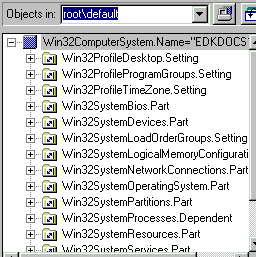 Objects in: root\default
Win32ComputerSystem.Name="EDKDOCS
Win32ProfileDesktop.Setting
Win32ProfileProgramGroups.Setting
Win32ProfileTimeZone.Setting
Win32SystemBios.Part
Win32SystemDevices.Part
Win32SystemLoadOrderGroups.Setting
Win32SystemLogicalMemoryConfigurati
Win32SystemNetworkConnections.Part
Win32SystemOperatingSystem.Part
Win32SystemPartitions.Part
Win32SystemProcesses.Dependent
Win32SystemResources.Part
Win32SystemServices.Part